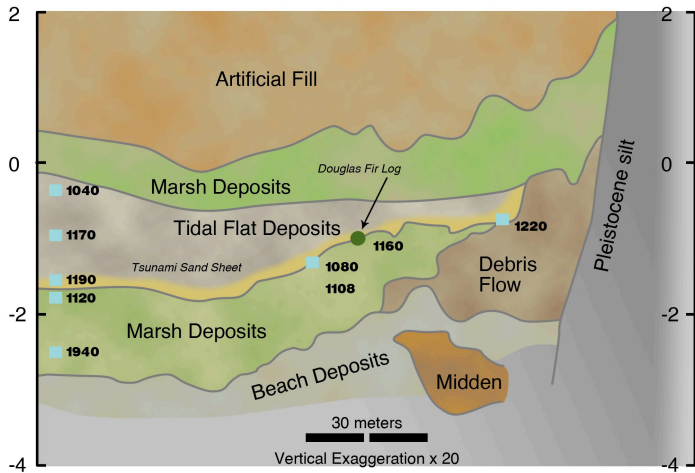 2
2
Artificial Fill
Pleistocene silt
0
0
Douglas Fir Log
Marsh Deposits
1040
Tidal Flat Deposits
1170
1220
1160
Tsunami Sand Sheet
1080
1108
Debris
Flow
1190
1120
-2
-2
Marsh Deposits
1940
Beach Deposits
Midden
30 meters
Vertical Exaggeration x 20
-4
-4